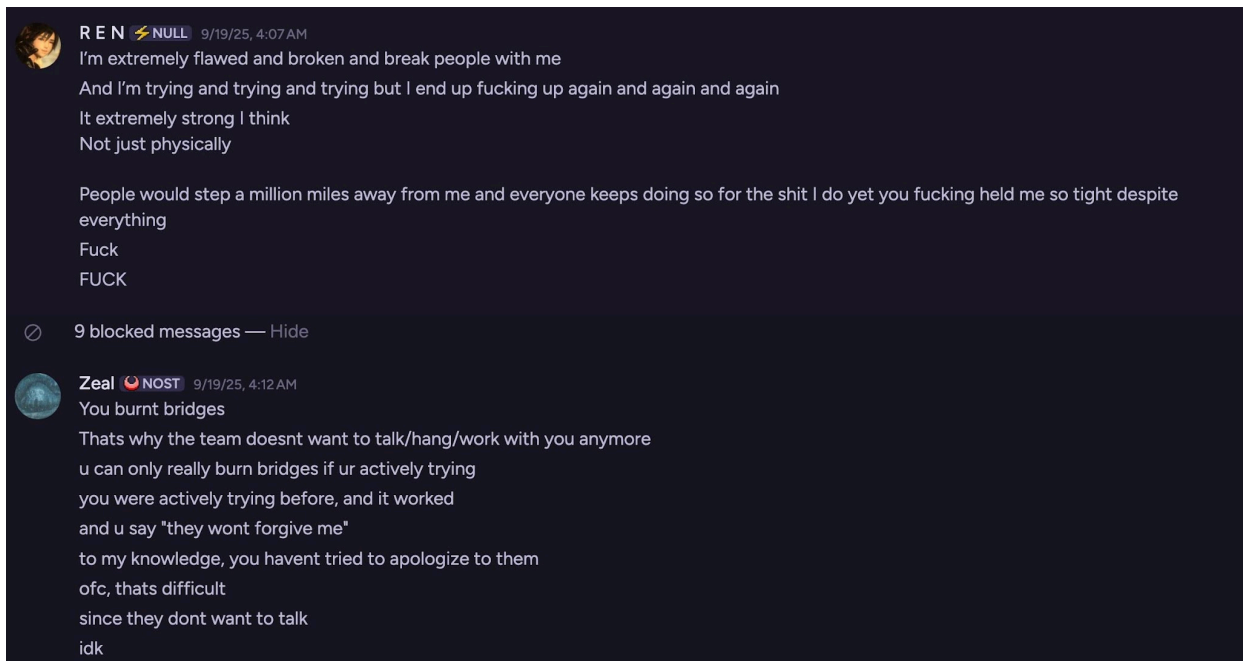 R E N ⚡NULL 9/19/25, 4:07 AM
I'm extremely flawed and broken and break people with me
And I'm trying and trying and trying but I end up fucking up again and again and again
It extremely strong I think
Not just physically
People would step a million miles away from me and everyone keeps doing so for the shit I do yet you fucking held me so tight despite
everything
Fuck
FUCK
9 blocked messages — Hide
Zeal NOST 9/19/25, 4:12 AM
You burnt bridges
Thats why the team doesnt want to talk/hang/work with you anymore
u can only really burn bridges if ur actively trying
you were actively trying before, and it worked
and u say "they wont forgive me"
to my knowledge, you havent tried to apologize to them
ofc, thats difficult
since they dont want to talk
idk